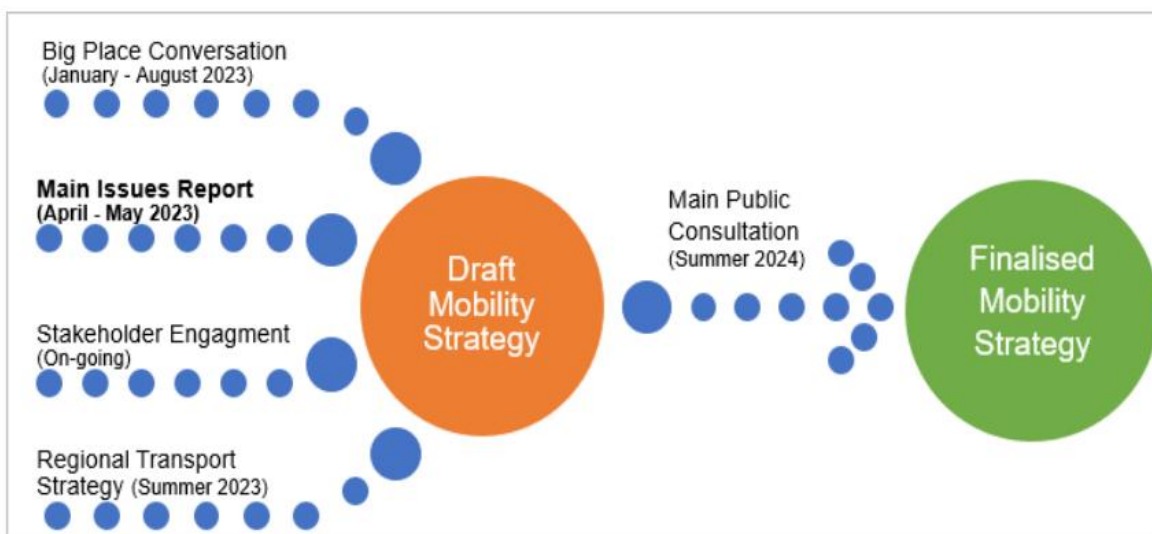 Big Place Conversation
(January - August 2023)
Main Issues Report
(April - May 2023)
Stakeholder Engagment
(On-going)
Regional Transport
Strategy (Summer 2023)
Draft
Mobility
Strategy
Main Public
Consultation
(Summer 2024)
Finalised
Mobility
Strategy